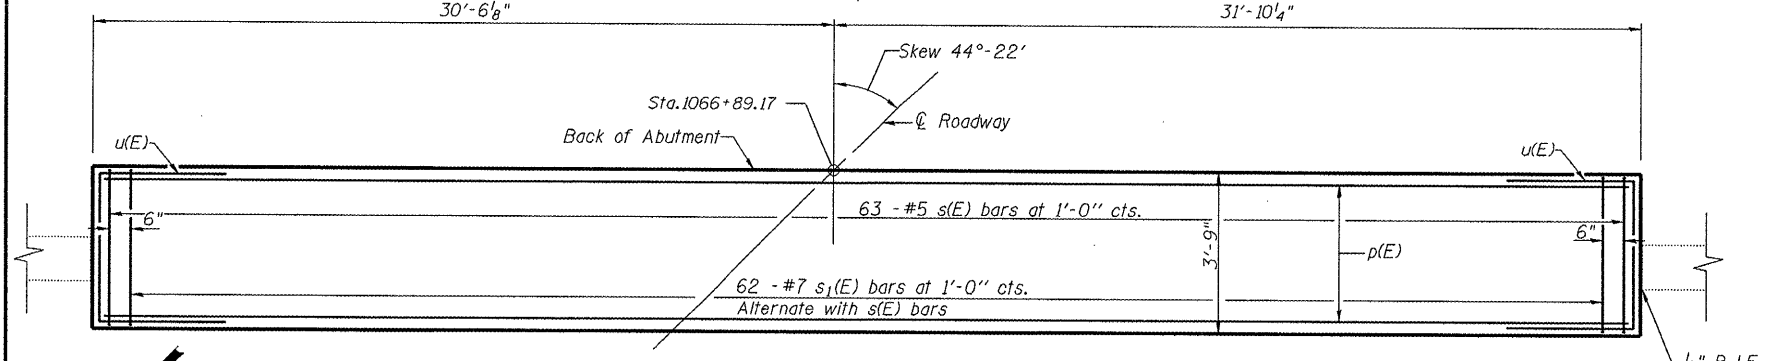 30'-6⅛"
31'-10¼"
Skew 44°-22'
Sta.1066+89.17
℄ Roadway
Back of Abutment
u(E)
u(E)
63 -#5 s(E) bars at 1'-0" cts.
6"
6"
3'-9"
p(E)
62 -#7 s₁(E) bars at 1'-0" cts.
Alternate with s(E) bars